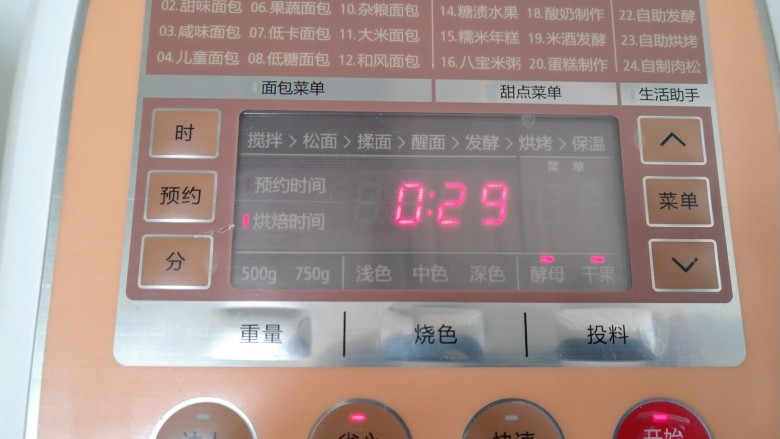 02.甜味面包 06.果蔬面包 10.杂粮面包 14.糖渍水果 18.酸奶制作 22.自助发酵
03.咸味面包 07.低卡面包 11.大米面包 15.糯米年糕 19.米酒发酵 23.自助烘烤
04.儿童面包 08.低糖面包 12.和风面包 16.八宝米粥 20.蛋糕制作 24.自制肉松
面包菜单 甜点菜单 生活助手
时
搅拌 > 松面 > 揉面 > 醒面 > 发酵 > 烘烤 > 保温
菜 单
预约
预约时间
0:29
菜单
烘焙时间
分
500g 750g 浅色 中色 深色 酵母 干果
重量 烧色 投料
快速 开始